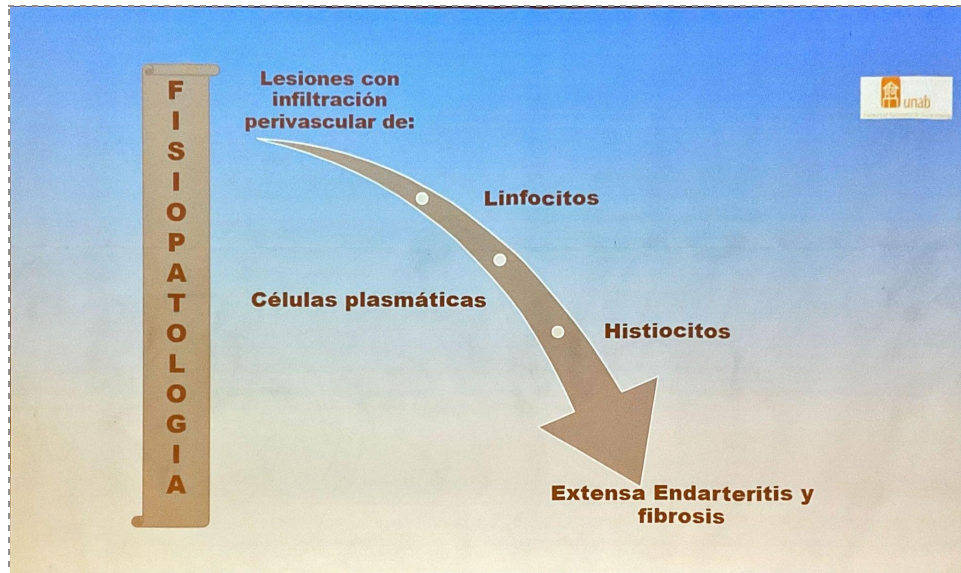 FISIOPATOLOGIA
Lesiones con
infiltración
perivascular de:
unab
Linfocitos
Células plasmáticas
Histiocitos
Extensa Endarteritis y
fibrosis